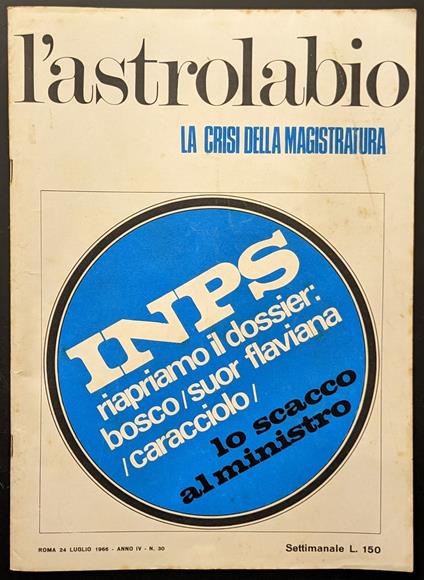 l'astrolabio
LA CRISI DELLA MAGISTRATURA
INPS
riapriamo il dossier:
bosco/suor flaviana
/caracciolo/
lo scacco
al ministro
ROMA 24 LUGLIO 1966 - ANNO IV - N. 30
Settimanale L. 150